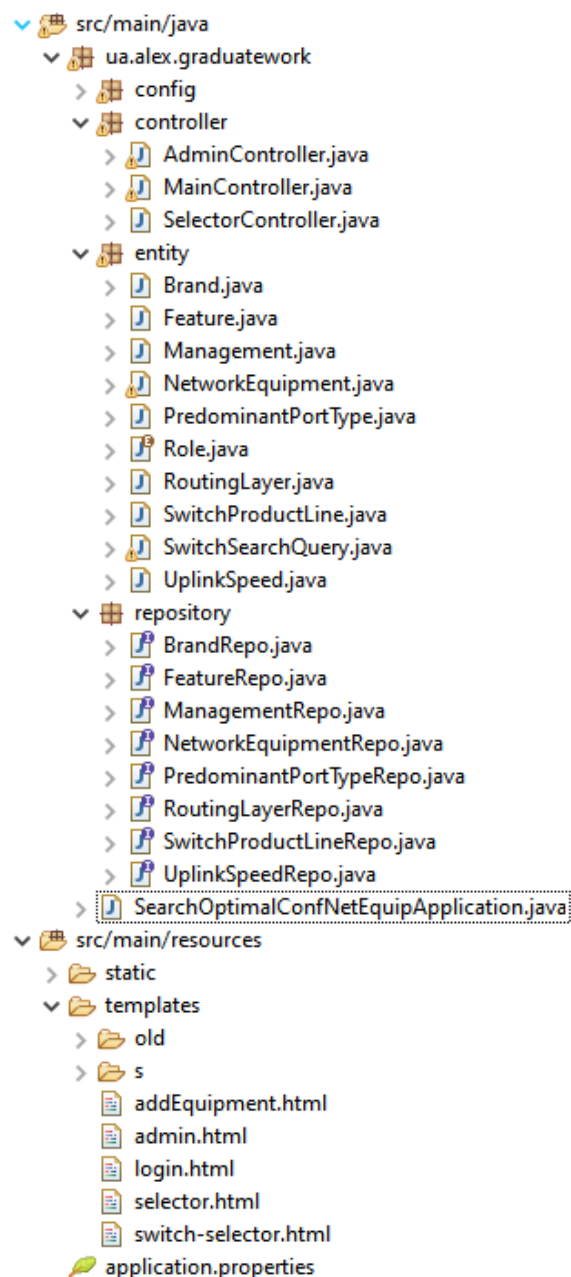 src/main/java
ua.alex.graduatework
config
controller
AdminController.java
MainController.java
SelectorController.java
entity
Brand.java
Feature.java
Management.java
NetworkEquipment.java
PredominantPortType.java
Role.java
RoutingLayer.java
SwitchProductLine.java
SwitchSearchQuery.java
UplinkSpeed.java
repository
BrandRepo.java
FeatureRepo.java
ManagementRepo.java
NetworkEquipmentRepo.java
PredominantPortTypeRepo.java
RoutingLayerRepo.java
SwitchProductLineRepo.java
UplinkSpeedRepo.java
SearchOptimalConfNetEquipApplication.java
src/main/resources
static
templates
old
s
addEquipment.html
admin.html
login.html
selector.html
switch-selector.html
application.properties